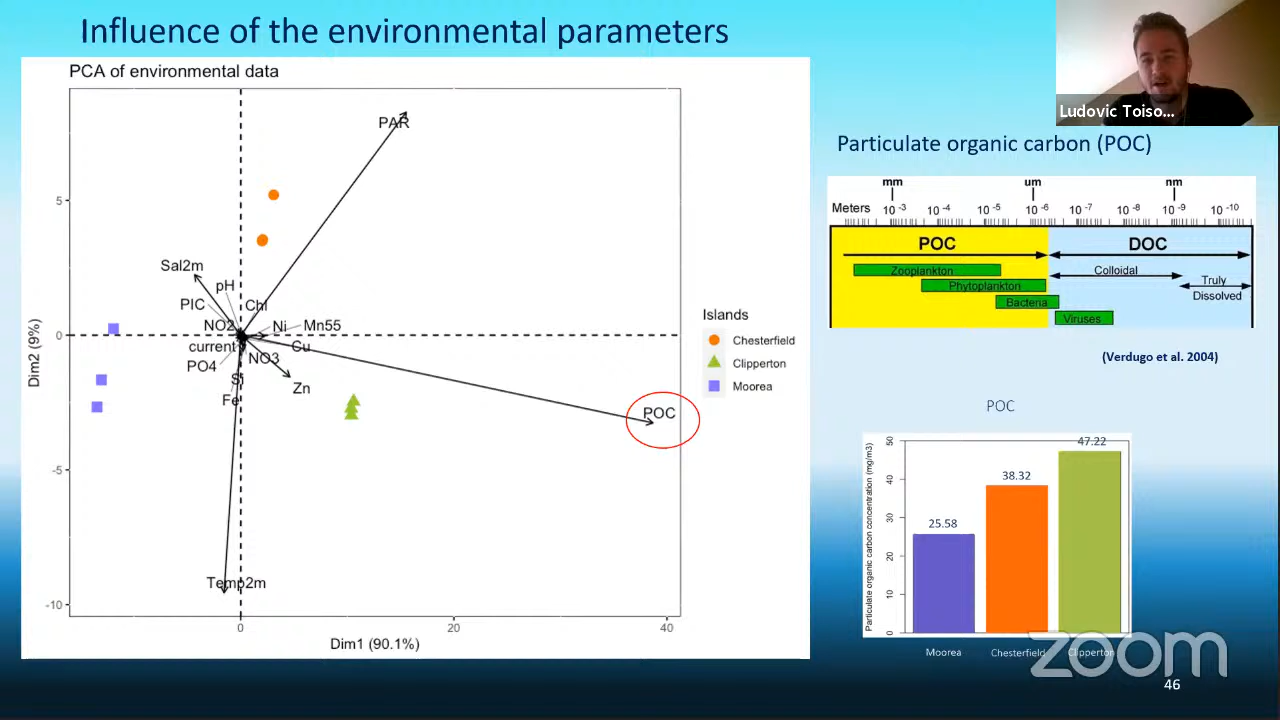 Influence of the environmental parameters
Ludovic Toiso...
PCA of environmental data
PAR
Sal2m
pH
PIC
Chl
NO2
Ni
Mn55
current
Cu
NO3
PO4
Si
Zn
Fe
POC
Temp2m
5
0
-5
-10
Dim2 (9%)
0
20
40
Dim1 (90.1%)
Islands
Chesterfield
Clipperton
Moorea
Particulate organic carbon (POC)
mm
um
nm
Meters 10-3 10-4 10-5 10-6 10-7 10-8 10-9 10-10
POC
DOC
Zooplankton
Colloidal
Phytoplankton
Truly
Dissolved
Bacteria
Viruses
(Verdugo et al. 2004)
POC
Particulate organic carbon concentration (mg/m3)
50
40
30
20
10
0
25.58
38.32
47.22
Moorea
Chesterfield
Clipperton
zoom
46